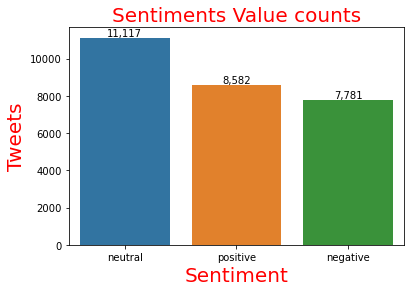 Sentiments Value counts
11,117
8,582
7,781
10000
8000
6000
4000
2000
0
Tweets
neutral positive negative
Sentiment